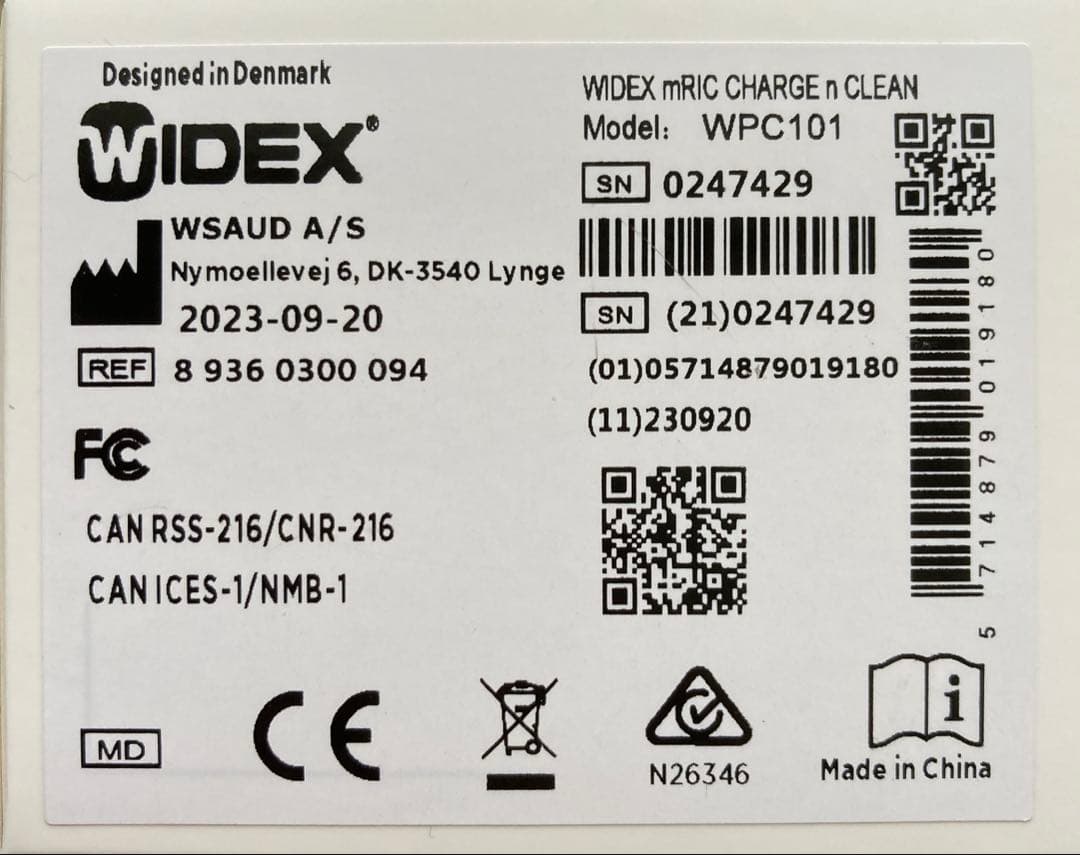 Designed in Denmark
WIDEX®
WSAUD A/S
Nymoellevej 6, DK-3540 Lynge
2023-09-20
REF 8 936 0300 094
FC
CAN RSS-216/CNR-216
CAN ICES-1/NMB-1
MD
CE
WIDEX mRIC CHARGE n CLEAN
Model: WPC101
SN 0247429
SN (21)0247429
(01)05714879019180
(11)230920
5 714879 019180
N26346
i
Made in China